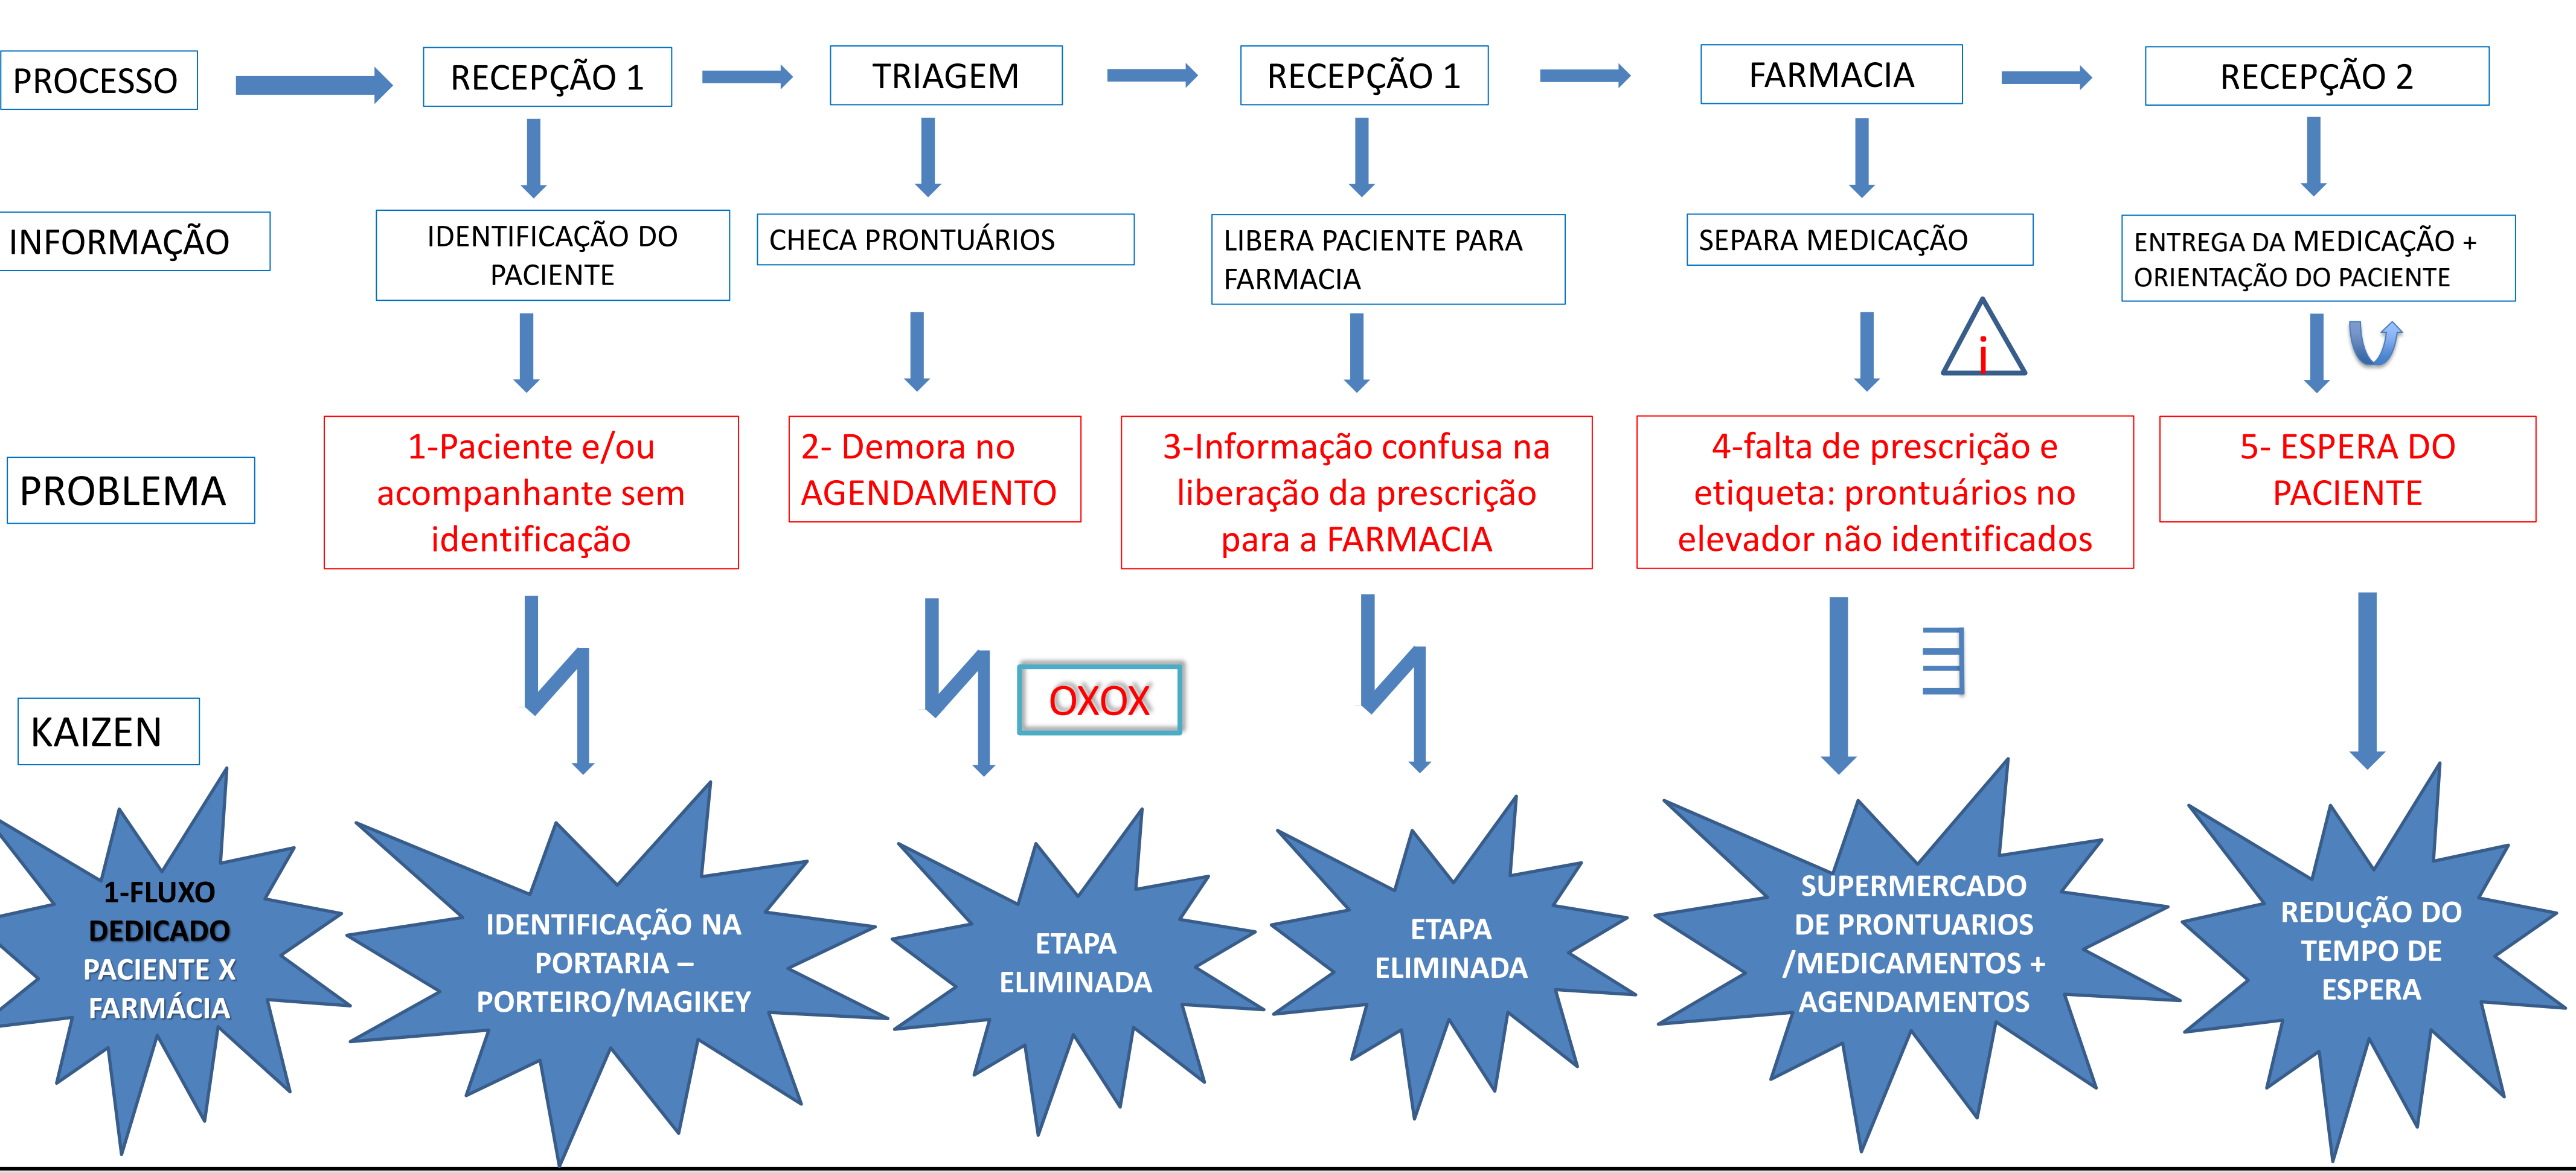 PROCESSO
RECEPÇÃO 1
TRIAGEM
RECEPÇÃO 1
FARMACIA
RECEPÇÃO 2
INFORMAÇÃO
IDENTIFICAÇÃO DO
PACIENTE
CHECA PRONTUÁRIOS
LIBERA PACIENTE PARA
FARMACIA
SEPARA MEDICAÇÃO
ENTREGA DA MEDICAÇÃO +
ORIENTAÇÃO DO PACIENTE
i
PROBLEMA
1-Paciente e/ou
acompanhante sem
identificação
2- Demora no
AGENDAMENTO
3-Informação confusa na
liberação da prescrição
para a FARMACIA
4-falta de prescrição e
etiqueta: prontuários no
elevador não identificados
5- ESPERA DO
PACIENTE
OXOX
KAIZEN
1-FLUXO
DEDICADO
PACIENTE X
FARMÁCIA
IDENTIFICAÇÃO NA
PORTARIA –
PORTEIRO/MAGIKEY
ETAPA
ELIMINADA
ETAPA
ELIMINADA
SUPERMERCADO
DE PRONTUARIOS
/MEDICAMENTOS +
AGENDAMENTOS
REDUÇÃO DO
TEMPO DE
ESPERA